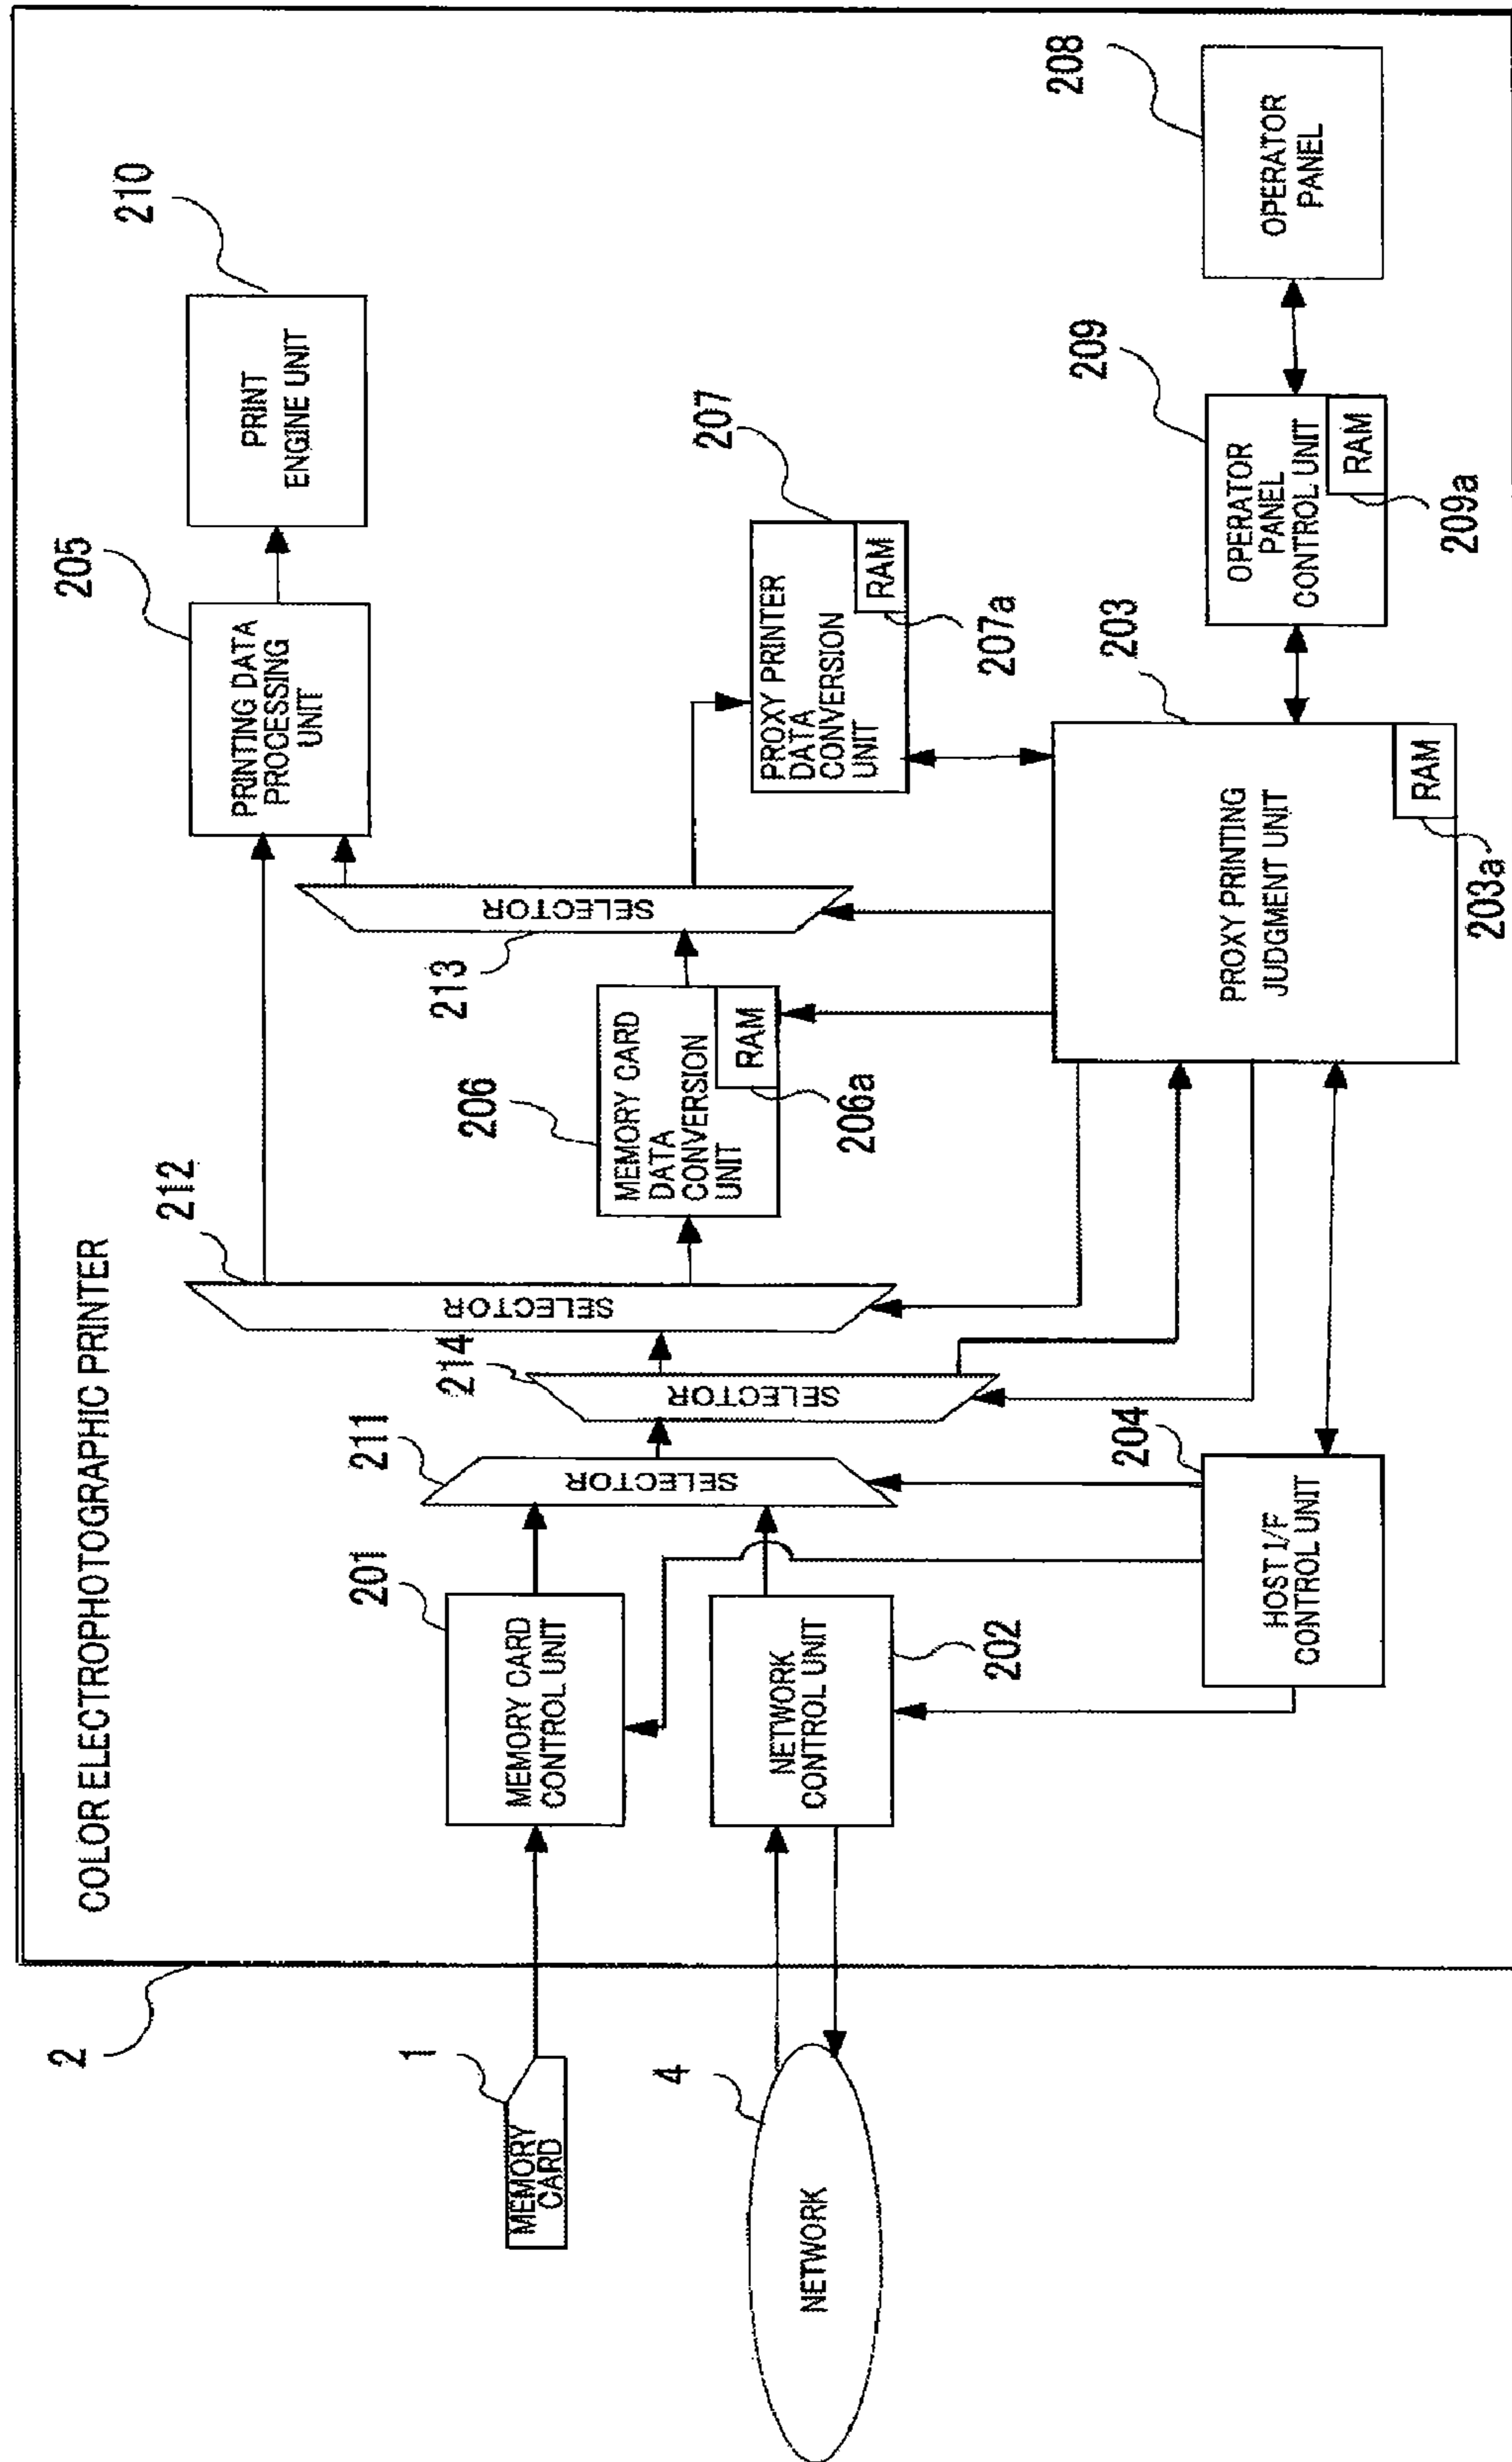 COLOR ELECTROPHOTOGRAPHIC PRINTER
2
1
MEMORY
CARD
4
NETWORK
201
MEMORY CARD
CONTROL UNIT
NETWORK
CONTROL UNIT
202
204
HOST I/F
CONTROL UNIT
211
SELECTOR
214
SELECTOR
212
SELECTOR
206
MEMORY CARD
DATA
CONVERSION
UNIT
RAM
206a
213
SELECTOR
205
PRINTING DATA
PROCESSING
UNIT
210
PRINT
ENGINE UNIT
207
PROXY PRINTER
DATA
CONVERSION
UNIT
RAM
207a
203
PROXY PRINTING
JUDGMENT UNIT
RAM
203a
209
OPERATOR
PANEL
CONTROL UNIT
RAM
209a
208
OPERATOR
PANEL